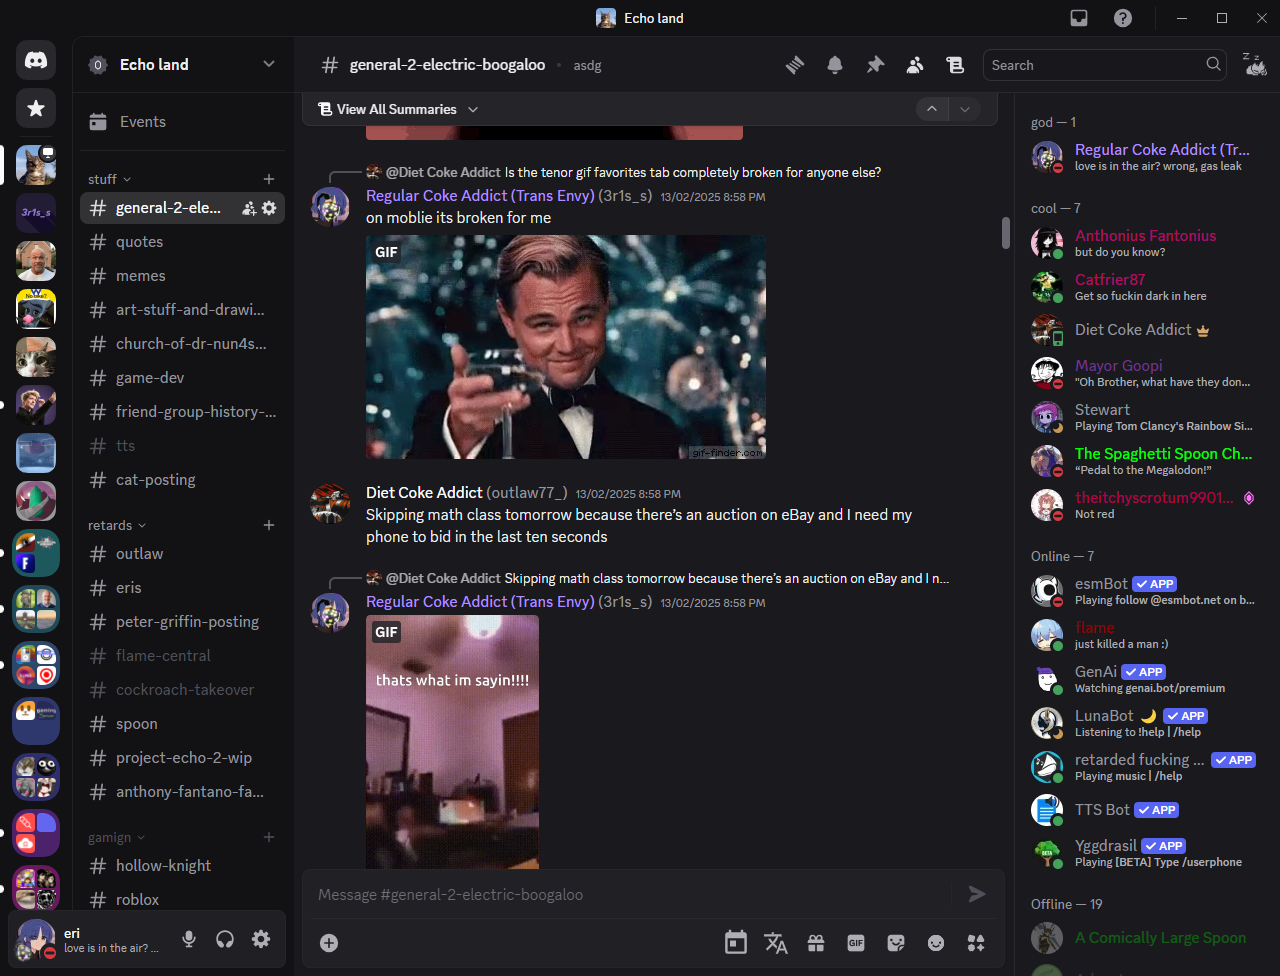 Echo land
Echo land
general-2-electric-boogaloo
asdg
Search
View All Summaries
Events
stuff
general-2-ele...
quotes
memes
art-stuff-and-drawi...
church-of-dr-nun4s...
game-dev
friend-group-history-...
tts
cat-posting
retards
outlaw
eris
peter-griffin-posting
flame-central
cockroach-takeover
spoon
project-echo-2-wip
anthony-fantano-fa...
gamign
hollow-knight
roblox
eri
love is in the air? ...
3r1s_s
@Diet Coke Addict Is the tenor gif favorites tab completely broken for anyone else?
Regular Coke Addict (Trans Envy) (3r1s_s) 13/02/2025 8:58 PM
on moblie its broken for me
GIF
gif-finder.com
Diet Coke Addict (outlaw77_) 13/02/2025 8:58 PM
Skipping math class tomorrow because there's an auction on eBay and I need my
phone to bid in the last ten seconds
@Diet Coke Addict Skipping math class tomorrow because there's an auction on eBay and I n...
Regular Coke Addict (Trans Envy) (3r1s_s) 13/02/2025 8:58 PM
GIF
thats what im sayin!!!!
Message #general-2-electric-boogaloo
GIF
god — 1
Regular Coke Addict (Tr...
love is in the air? wrong, gas leak
cool — 7
Anthonius Fantonius
but do you know?
Catfrier87
Get so fuckin dark in here
Diet Coke Addict
Mayor Goopi
"Oh Brother, what have they don...
Stewart
Playing Tom Clancy's Rainbow Si...
The Spaghetti Spoon Ch...
“Pedal to the Megalodon!”
theitchyscrotum9901...
Not red
Online — 7
esmBot APP
Playing follow @esmbot.net on b...
flame
just killed a man :)
GenAi APP
Watching genai.bot/premium
LunaBot APP
Listening to !help | /help
retarded fucking ... APP
Playing music | /help
TTS Bot APP
Yggdrasil APP
Playing [BETA] Type /userphone
Offline — 19
A Comically Large Spoon